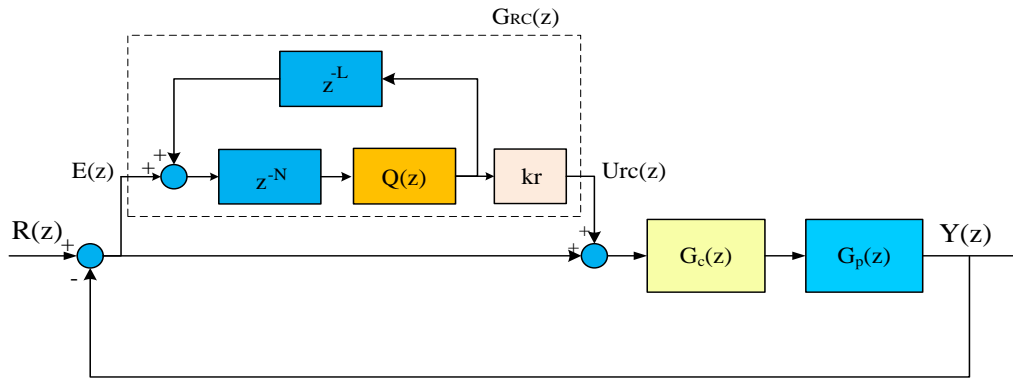 GRC(z)
z-L
+
+
E(z)
z-N
Q(z)
kr
Urc(z)
R(z)
+
-
+
+
Gc(z)
Gp(z)
Y(z)